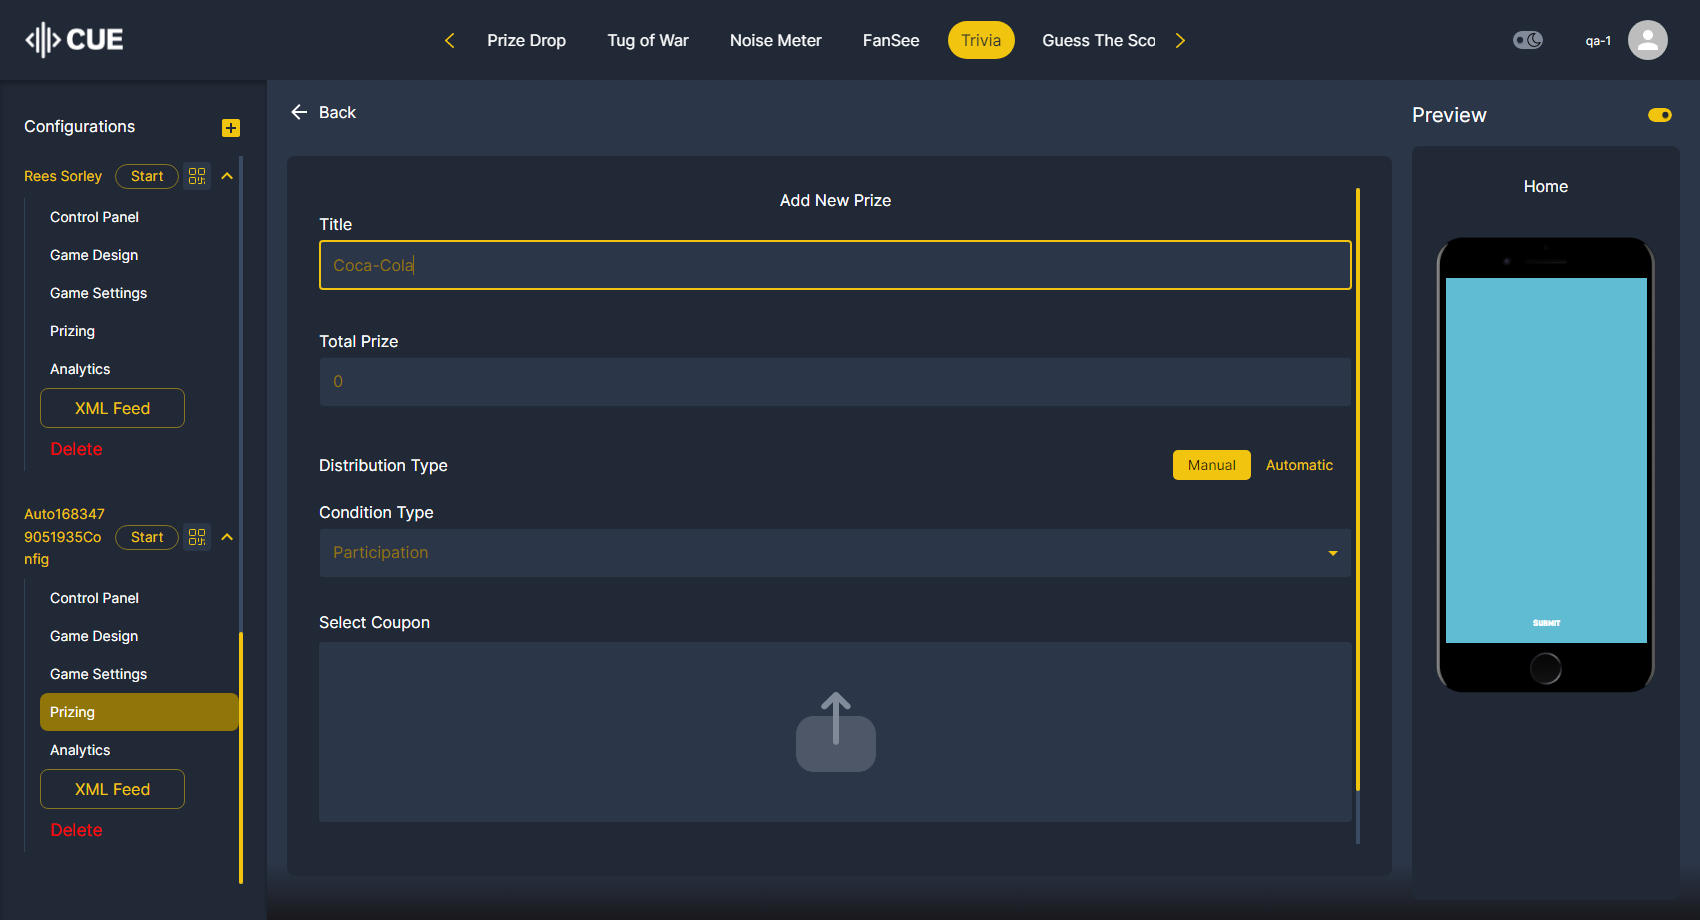 CUE
Prize Drop
Tug of War
Noise Meter
FanSee
Trivia
Guess The Sco
qa-1
Configurations
Rees Sorley
Start
Control Panel
Game Design
Game Settings
Prizing
Analytics
XML Feed
Delete
Auto168347
9051935Co
nfig
Start
Control Panel
Game Design
Game Settings
Prizing
Analytics
XML Feed
Delete
Back
Add New Prize
Title
Coca-Cola
Total Prize
0
Distribution Type
Manual
Automatic
Condition Type
Participation
Select Coupon
Preview
Home
SUBMIT